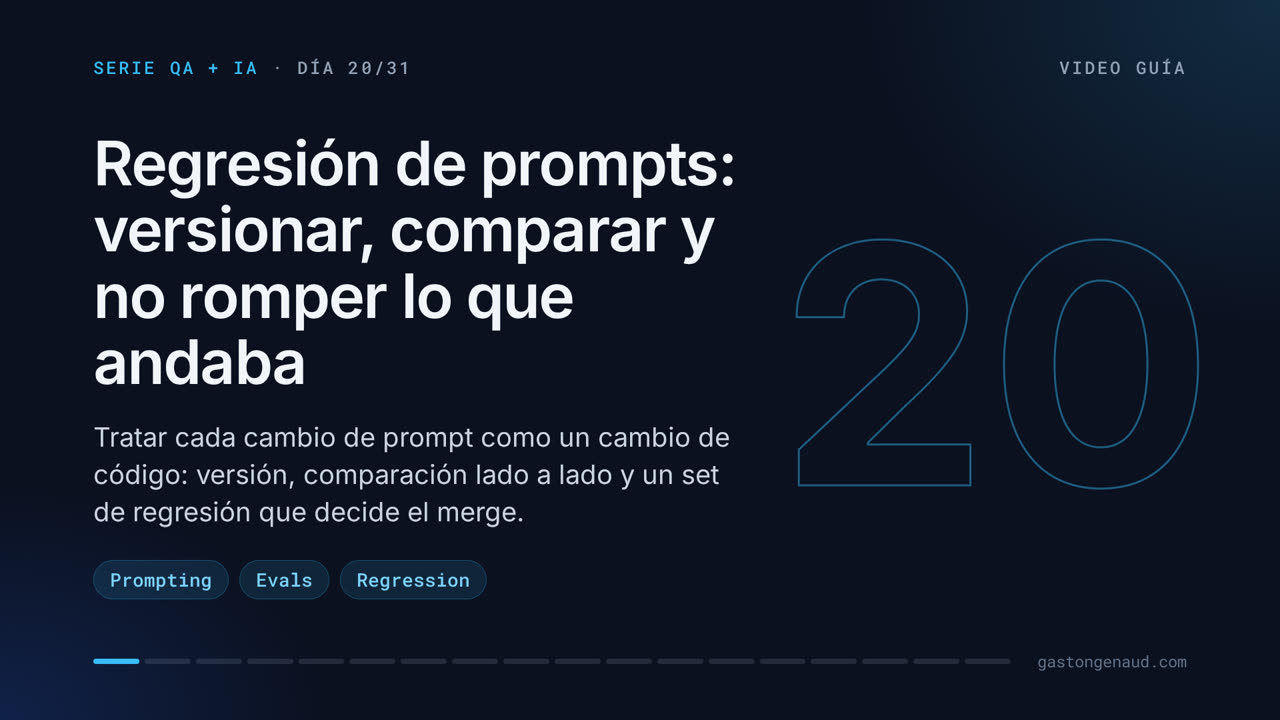 SERIE QA + IA · DÍA 20/31
VIDEO GUÍA
Regresión de prompts:
versionar, comparar y
no romper lo que
andaba
20
Tratar cada cambio de prompt como un cambio de
código: versión, comparación lado a lado y un set
de regresión que decide el merge.
Prompting
Evals
Regression
gastongenaud.com